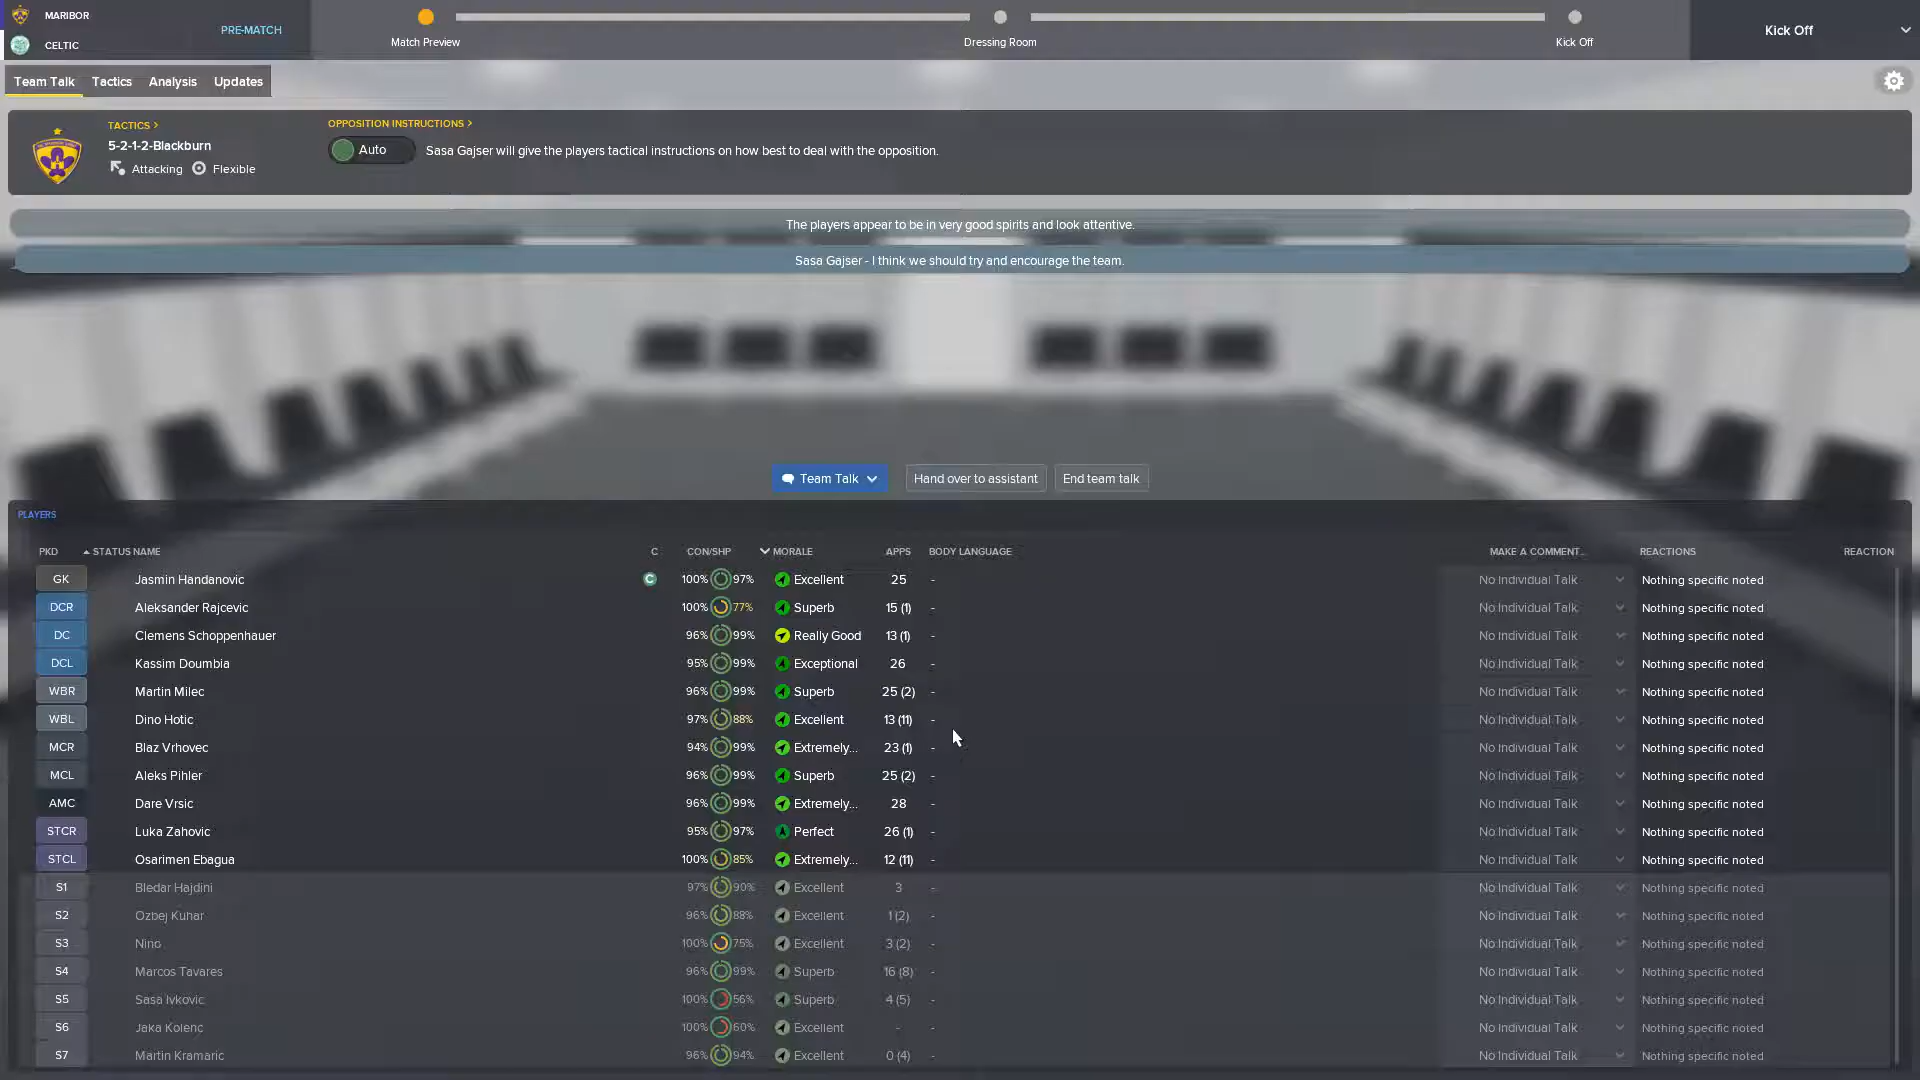 MARIBOR
CELTIC
PRE-MATCH
Match Preview
Dressing Room
Kick Off
Kick Off
Team Talk Tactics Analysis Updates
TACTICS >
5-2-1-2-Blackburn
Attacking Flexible
OPPOSITION INSTRUCTIONS >
Auto Sasa Gajser will give the players tactical instructions on how best to deal with the opposition.
The players appear to be in very good spirits and look attentive.
Sasa Gajser - I think we should try and encourage the team.
Team Talk Hand over to assistant End team talk
PLAYERS
PKD STATUS NAME C CON/SHP MORALE APPS BODY LANGUAGE MAKE A COMMENT... REACTIONS REACTION
GK Jasmin Handanovic C 100% 97% Excellent 25 - No Individual Talk Nothing specific noted
DCR Aleksander Rajcevic 100% 77% Superb 15 (1) - No Individual Talk Nothing specific noted
DC Clemens Schoppenhauer 96% 99% Really Good 13 (1) - No Individual Talk Nothing specific noted
DCL Kassim Doumbia 95% 99% Exceptional 26 - No Individual Talk Nothing specific noted
WBR Martin Milec 96% 99% Superb 25 (2) - No Individual Talk Nothing specific noted
WBL Dino Hotic 97% 88% Excellent 13 (11) - No Individual Talk Nothing specific noted
MCR Blaz Vrhovec 94% 99% Extremely... 23 (1) - No Individual Talk Nothing specific noted
MCL Aleks Pihler 96% 99% Superb 25 (2) - No Individual Talk Nothing specific noted
AMC Dare Vrsic 96% 99% Extremely... 28 - No Individual Talk Nothing specific noted
STCR Luka Zahovic 95% 97% Perfect 26 (1) - No Individual Talk Nothing specific noted
STCL Osarimen Ebagua 100% 85% Extremely... 12 (11) - No Individual Talk Nothing specific noted
S1 Bledar Hajdini 97% 90% Excellent 3 - No Individual Talk Nothing specific noted
S2 Ozbej Kuhar 96% 88% Excellent 1 (2) - No Individual Talk Nothing specific noted
S3 Nino 100% 75% Excellent 3 (2) - No Individual Talk Nothing specific noted
S4 Marcos Tavares 96% 99% Superb 16 (8) - No Individual Talk Nothing specific noted
S5 Sasa Ivkovic 100% 56% Superb 4 (5) - No Individual Talk Nothing specific noted
S6 Jaka Kolenc 100% 60% Excellent - - No Individual Talk Nothing specific noted
S7 Martin Kramaric 96% 94% Excellent 0 (4) - No Individual Talk Nothing specific noted